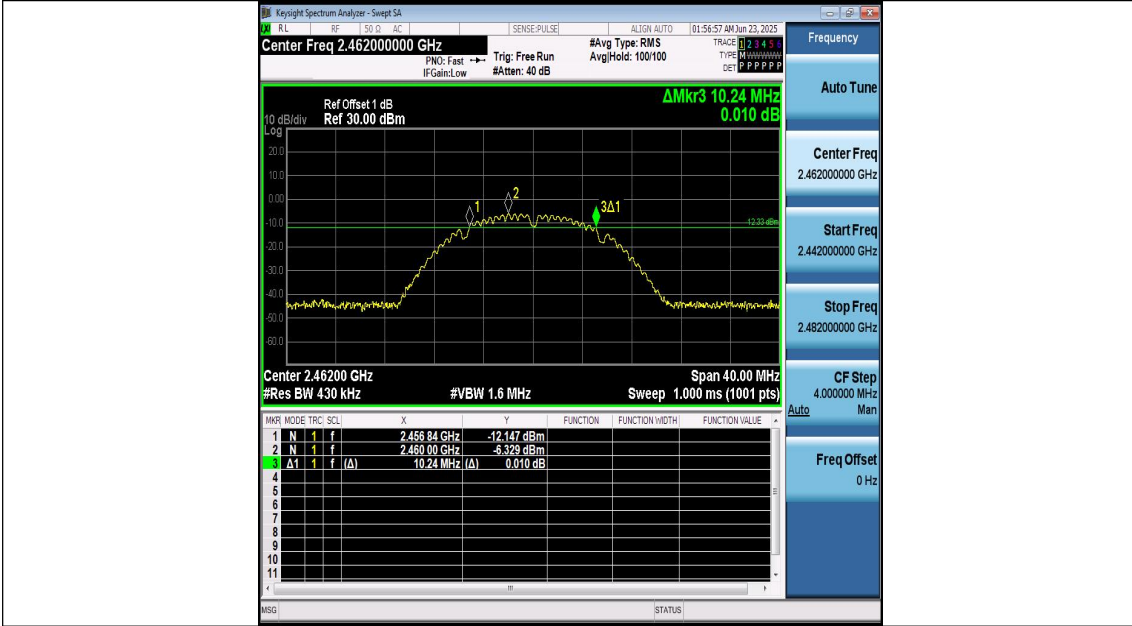 Keysight Spectrum Analyzer - Swept SA
RL RF 50 Ω AC SENSE:PULSE ALIGN AUTO 01:56:57 AM Jun 23, 2025
Center Freq 2.462000000 GHz
PNO: Fast
IFGain:Low
Trig: Free Run
#Atten: 40 dB
#Avg Type: RMS
Avg|Hold: 100/100
TRACE 1 2 3 4 5 6
TYPE M
DET P P P P P P
ΔMkr3 10.24 MHz
0.010 dB
Ref Offset 1 dB
10 dB/div Ref 30.00 dBm
Log
20.0
10.0
0.00
-10.0
-20.0
-30.0
-40.0
-50.0
-60.0
1
2
3Δ1
-12.33 dBm
Center 2.46200 GHz Span 40.00 MHz
#Res BW 430 kHz #VBW 1.6 MHz Sweep 1.000 ms (1001 pts)
MKR MODE TRC SCL X Y FUNCTION FUNCTION WIDTH FUNCTION VALUE
1 N 1 f 2.456 84 GHz -12.147 dBm
2 N 1 f 2.460 00 GHz -6.329 dBm
3 Δ1 1 f (Δ) 10.24 MHz (Δ) 0.010 dB
4
5
6
7
8
9
10
11
MSG STATUS
Frequency
Auto Tune
Center Freq
2.462000000 GHz
Start Freq
2.442000000 GHz
Stop Freq
2.482000000 GHz
CF Step
4.000000 MHz
Auto Man
Freq Offset
0 Hz